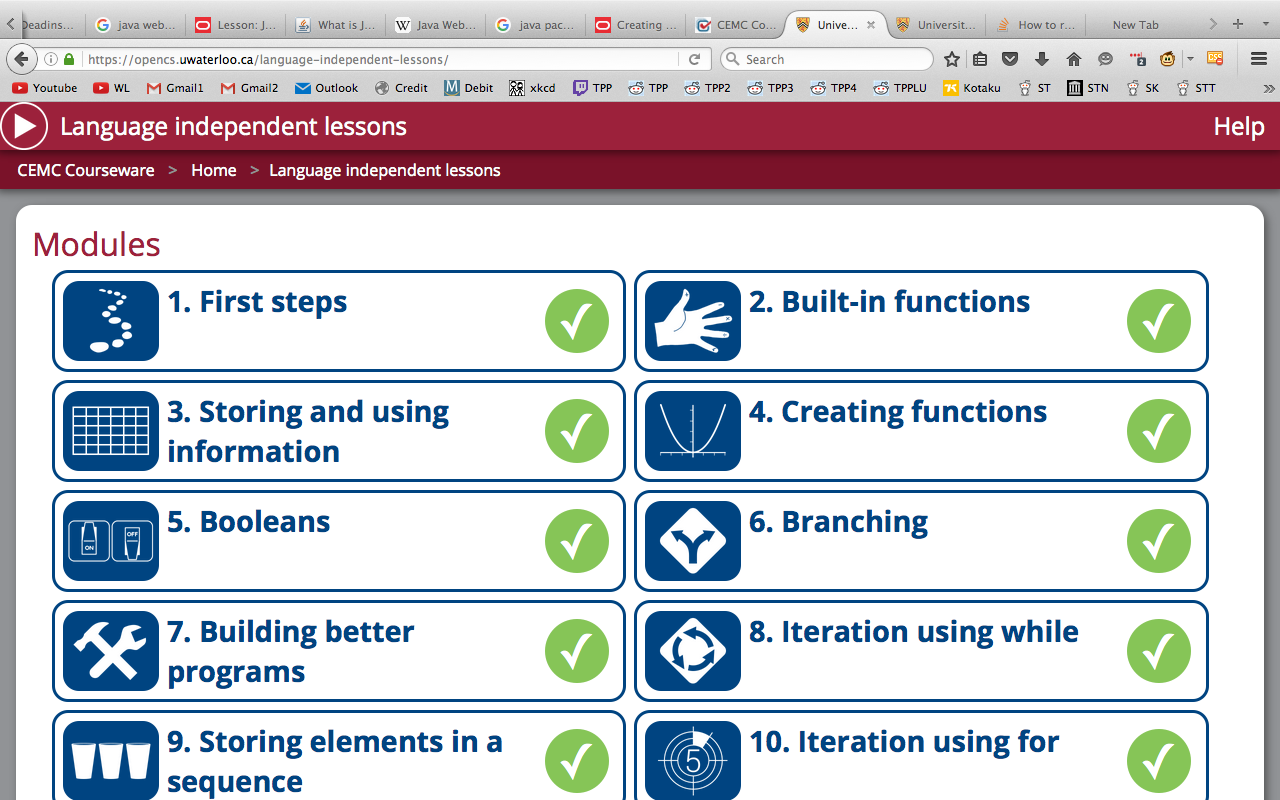 Deadins...
java web...
Lesson: J...
What is J...
Java Web...
java pac...
Creating ...
CEMC Co...
Unive...
Universit...
How to r...
New Tab
https://opencs.uwaterloo.ca/language-independent-lessons/
Search
2
Youtube
WL
Gmail1
Gmail2
Outlook
Credit
Debit
xkcd
TPP
TPP
TPP2
TPP3
TPP4
TPPLU
Kotaku
ST
STN
SK
STT
Language independent lessons
Help
CEMC Courseware > Home > Language independent lessons
Modules
1. First steps
2. Built-in functions
3. Storing and using
information
4. Creating functions
5. Booleans
ON
OFF
6. Branching
7. Building better
programs
8. Iteration using while
9. Storing elements in a
sequence
5
10. Iteration using for